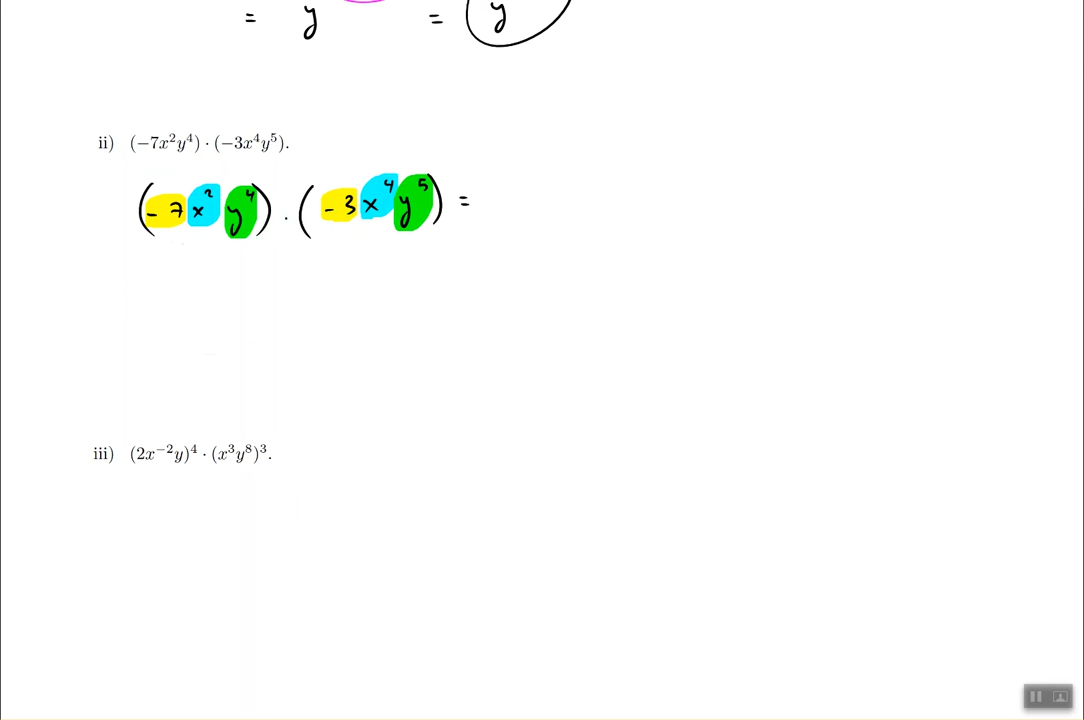 = y = y
ii) (−7x²y⁴) · (−3x⁴y⁵).
(-7x²y⁴) · (-3x⁴y⁵) =
iii) (2x⁻²y)⁴ · (x³y⁸)³.